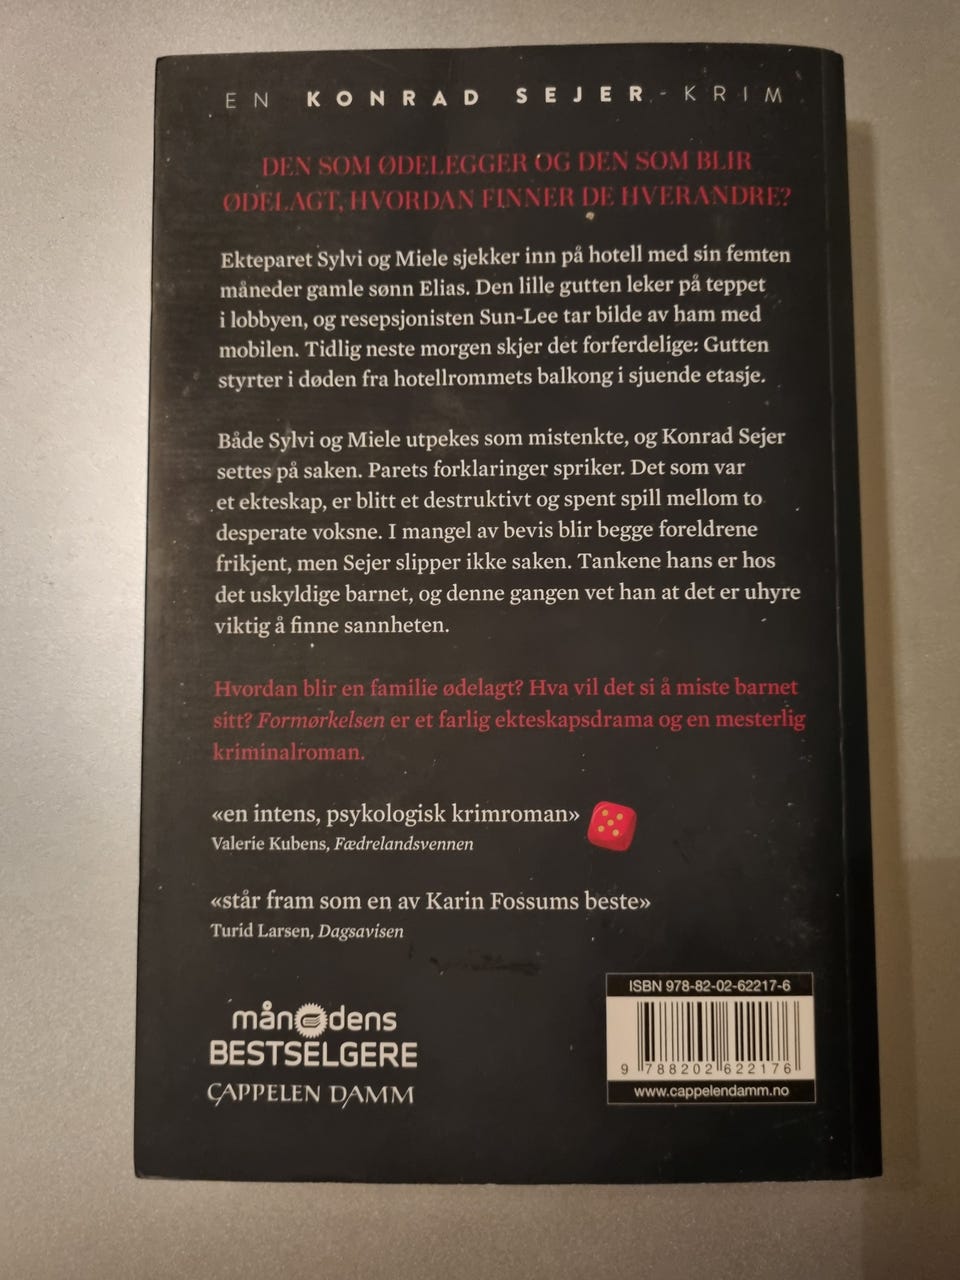 EN KONRAD SEJER-KRIM
DEN SOM ØDELEGGER OG DEN SOM BLIR
ØDELAGT, HVORDAN FINNER DE HVERANDRE?
Ekteparet Sylvi og Miele sjekker inn på hotell med sin femten
måneder gamle sønn Elias. Den lille gutten leker på teppet
i lobbyen, og resepsjonisten Sun-Lee tar bilde av ham med
mobilen. Tidlig neste morgen skjer det forferdelige: Gutten
styrter i døden fra hotellrommets balkong i sjuende etasje.
Både Sylvi og Miele utpekes som mistenkte, og Konrad Sejer
settes på saken. Parets forklaringer spriker. Det som var
et ekteskap, er blitt et destruktivt og spent spill mellom to
desperate voksne. I mangel av bevis blir begge foreldrene
frikjent, men Sejer slipper ikke saken. Tankene hans er hos
det uskyldige barnet, og denne gangen vet han at det er uhyre
viktig å finne sannheten.
Hvordan blir en familie ødelagt? Hva vil det si å miste barnet
sitt? Formørkelsen er et farlig ekteskapsdrama og en mesterlig
kriminalroman.
«en intens, psykologisk krimroman»
Valerie Kubens, Fædrelandsvennen
«står fram som en av Karin Fossums beste»
Turid Larsen, Dagsavisen
månedens
BESTSELGERE
CAPPELEN DAMM
ISBN 978-82-02-62217-6
9 788202 622176
www.cappelendamm.no